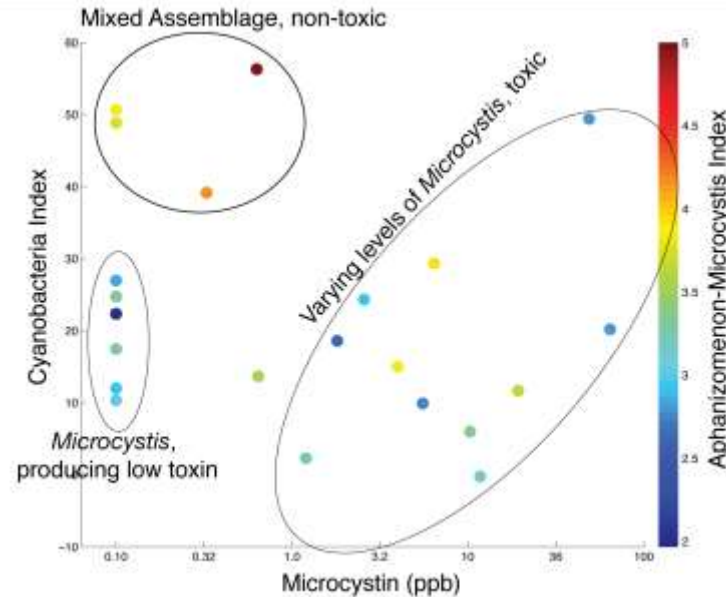 Mixed Assemblage, non-toxic
60
50
40
30
20
10
-10
Cyanobacteria Index
Varying levels of Microcystis, toxic
Microcystis,
producing low toxin
0.10 0.32 1.0 3.2 10 36 100
Microcystin (ppb)
5
4.5
4
3.5
3
2.5
2
Aphanizomenon-Microcystis Index